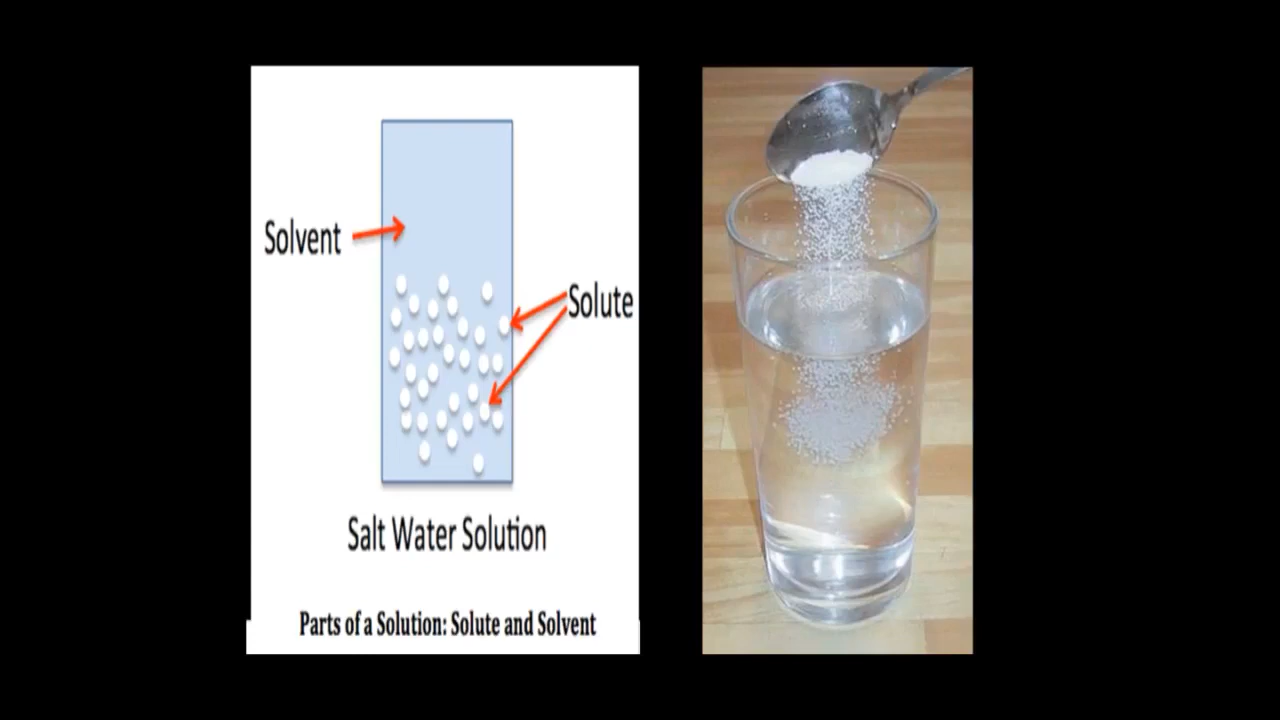 Solvent
Solute
Salt Water Solution
Parts of a Solution: Solute and Solvent